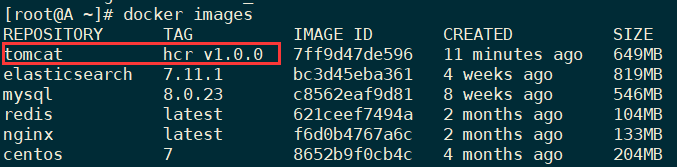 [root@A ~]# docker images
REPOSITORY TAG IMAGE ID CREATED SIZE
tomcat hcr_v1.0.0 7ff9d47de596 11 minutes ago 649MB
elasticsearch 7.11.1 bc3d45eba361 4 weeks ago 819MB
mysql 8.0.23 c8562eaf9d81 8 weeks ago 546MB
redis latest 621ceef7494a 2 months ago 104MB
nginx latest f6d0b4767a6c 2 months ago 133MB
centos 7 8652b9f0cb4c 4 months ago 204MB